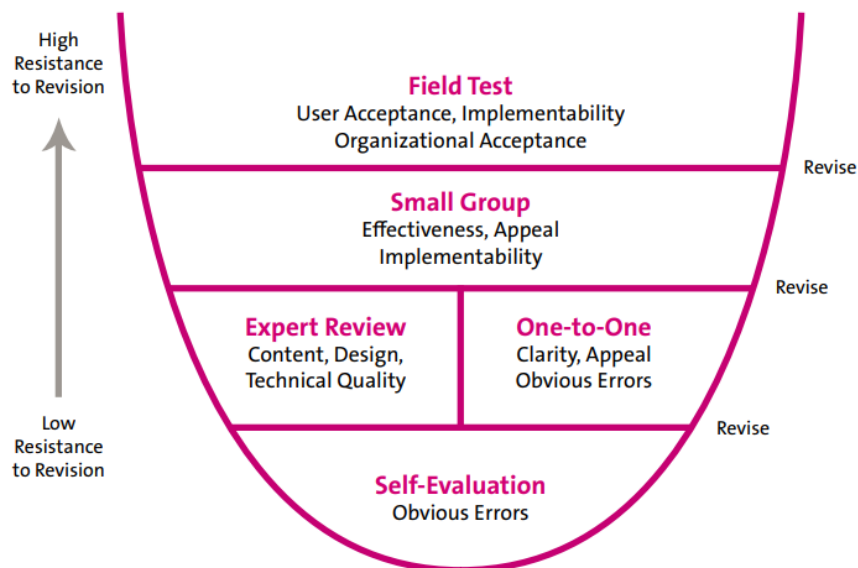 High
Resistance
to Revision
Field Test
User Acceptance, Implementability
Organizational Acceptance
Revise
Small Group
Effectiveness, Appeal
Implementability
Revise
Expert Review
Content, Design,
Technical Quality
One-to-One
Clarity, Appeal
Obvious Errors
Low
Resistance
to Revision
Revise
Self-Evaluation
Obvious Errors